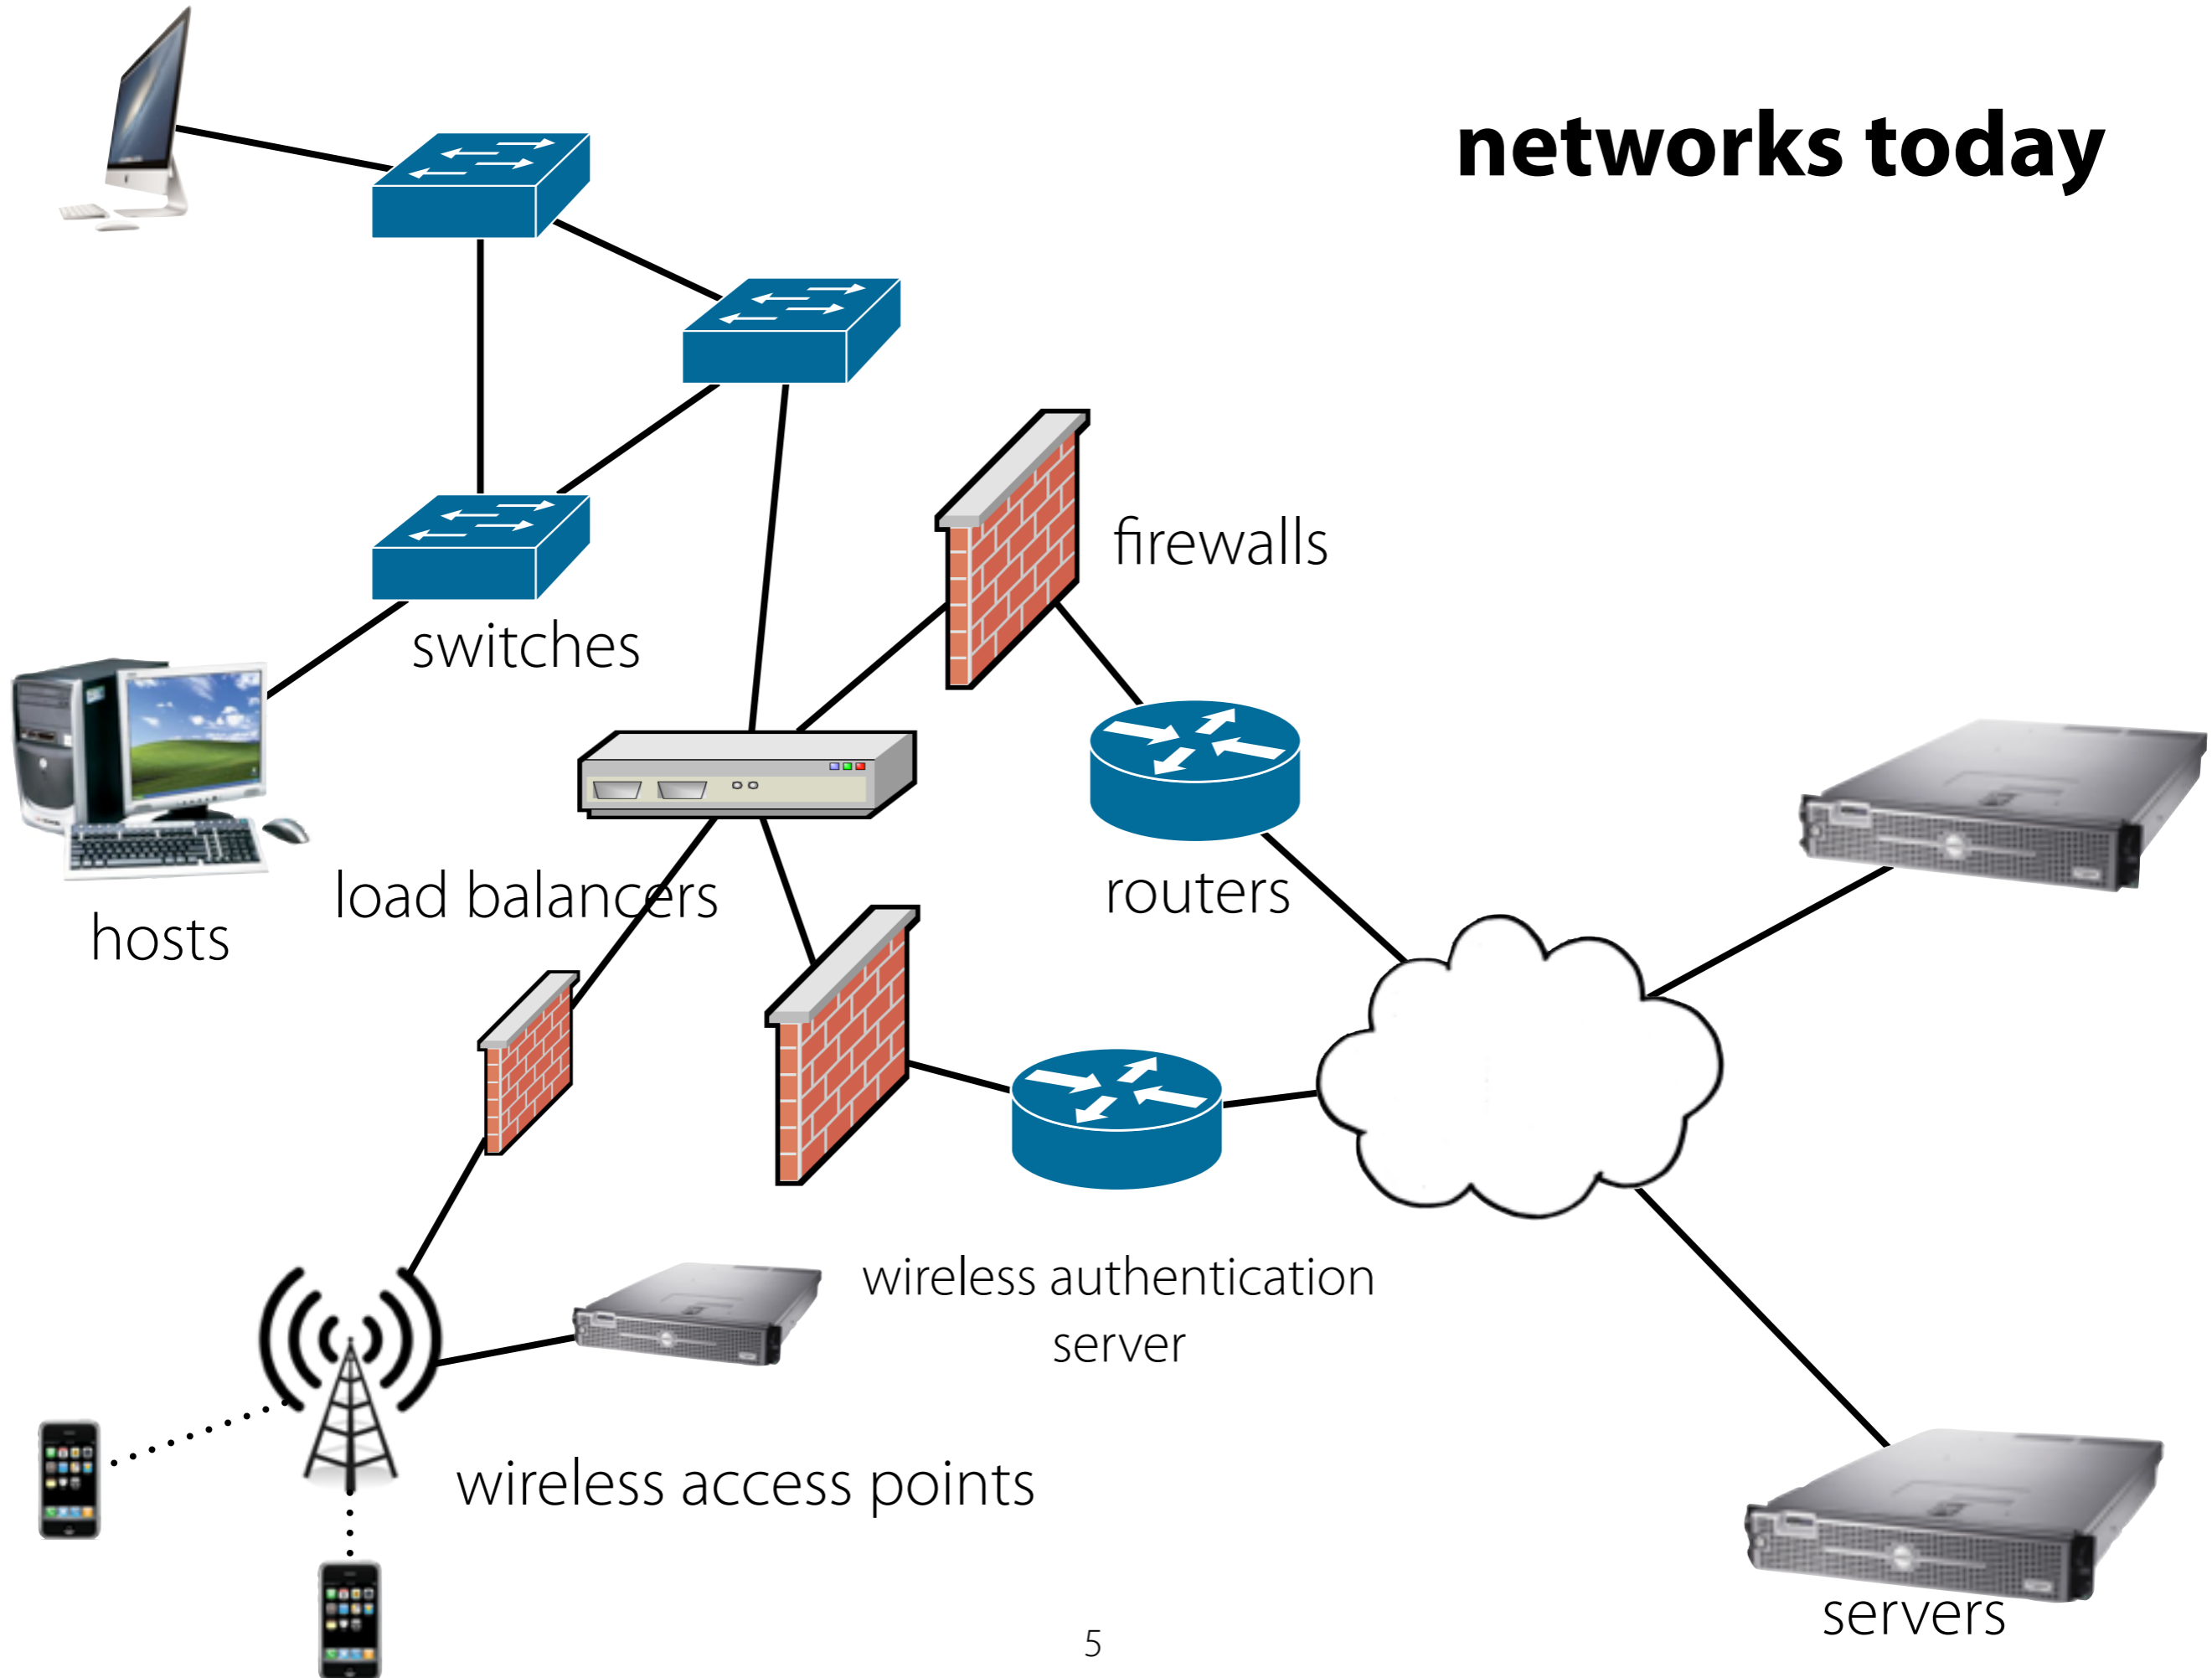 networks today
firewalls
switches
load balancers
routers
hosts
wireless authentication
server
wireless access points
servers
5